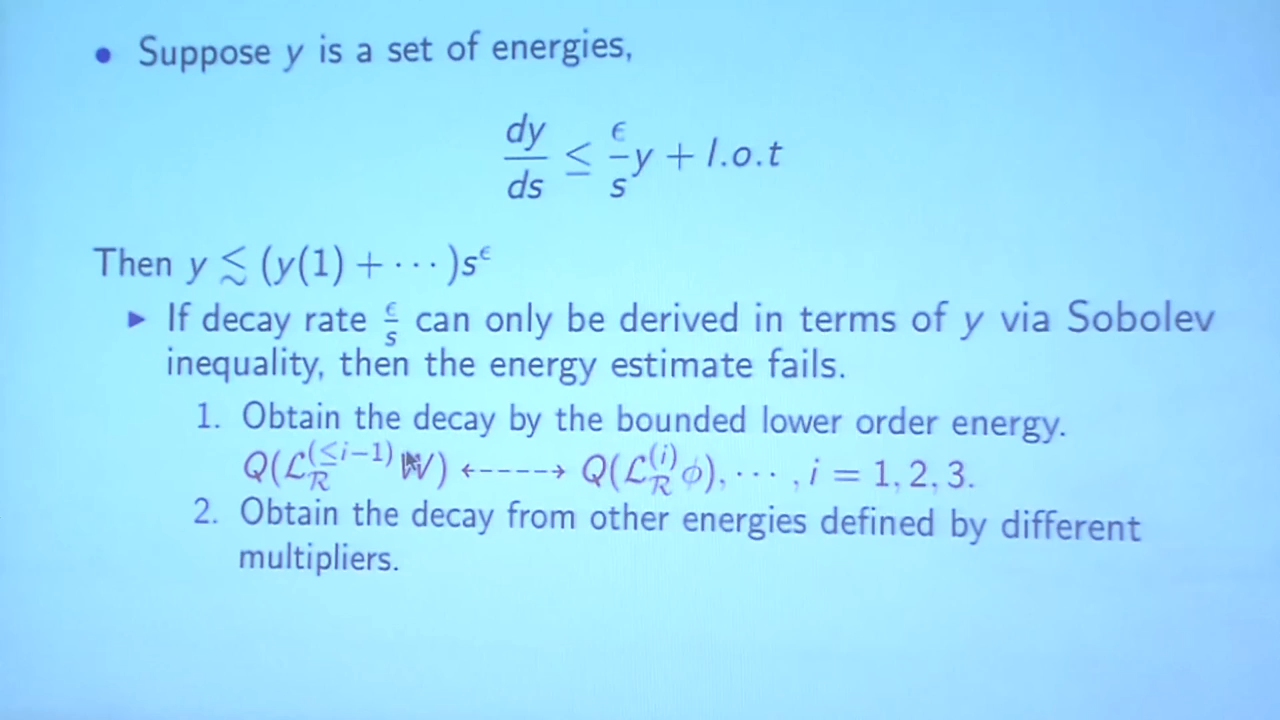 • Suppose y is a set of energies,
dy/ds ≤ ϵ/s y + l.o.t
Then y ≲ (y(1) + ⋯)s^ϵ
▶ If decay rate ϵ/s can only be derived in terms of y via Sobolev
inequality, then the energy estimate fails.
1. Obtain the decay by the bounded lower order energy.
Q(ℒ_ℛ^(≤i−1) W) ⇠⇢ Q(ℒ_ℛ^(i) ϕ), ⋯ , i = 1, 2, 3.
2. Obtain the decay from other energies defined by different
multipliers.